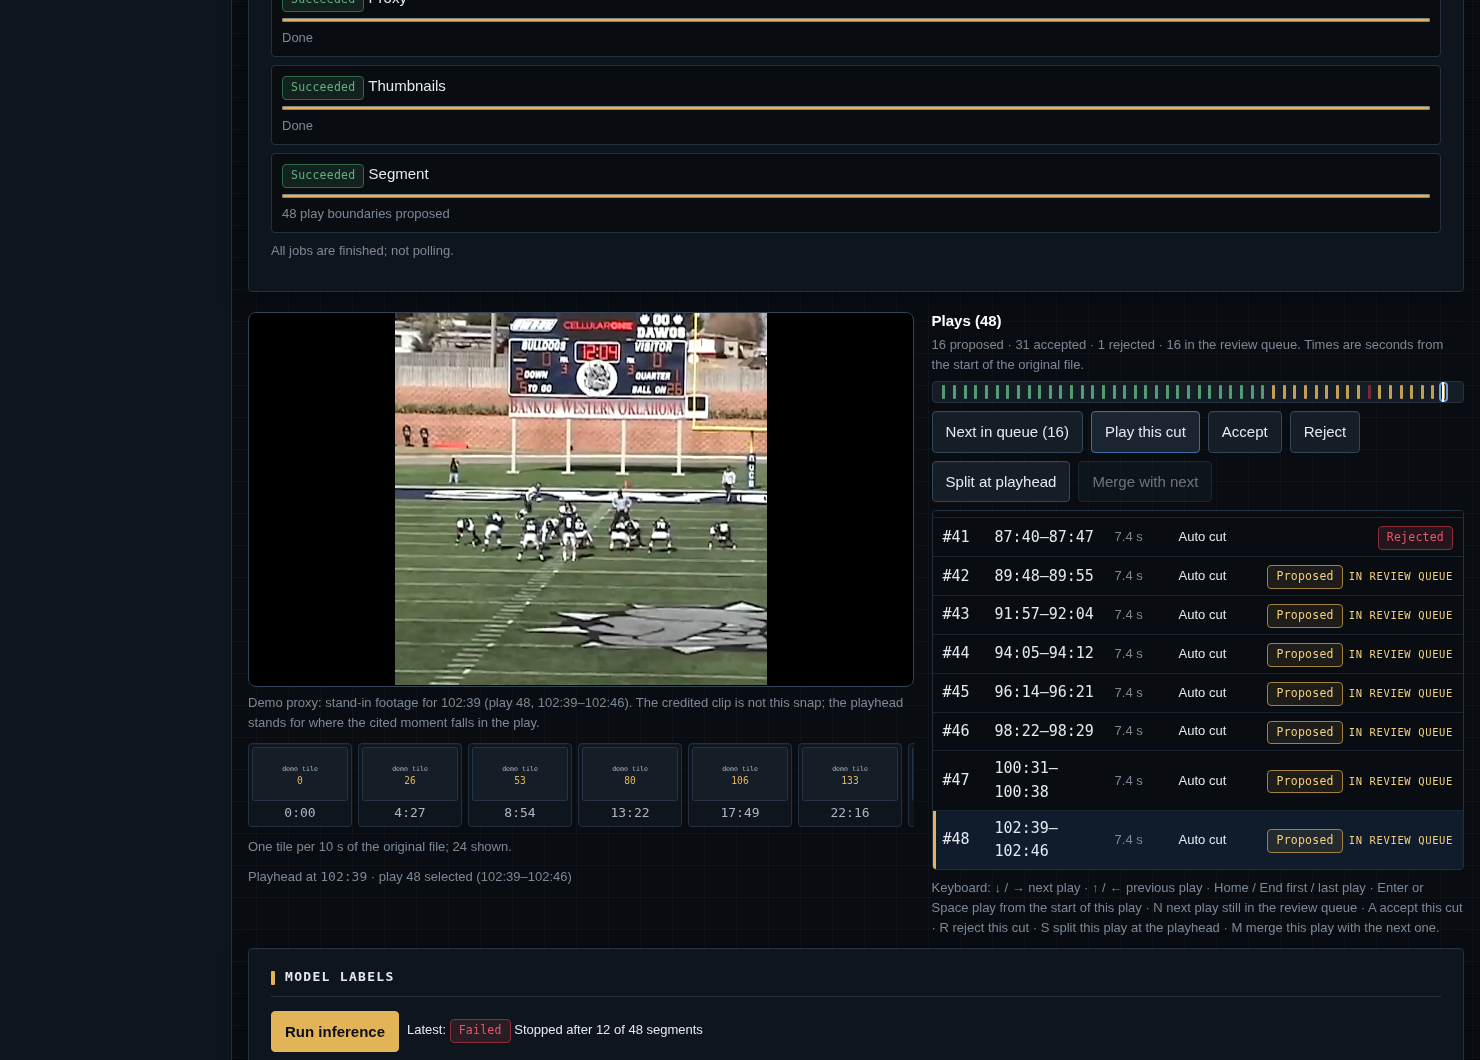 Succeeded Proxy
Done
Succeeded Thumbnails
Done
Succeeded Segment
48 play boundaries proposed
All jobs are finished; not polling.
CELLULARONE
00
DAWGS
BULLDOGS
VISITOR
0 12:04 0
3 3
2 DOWN
QUARTER
5 TO GO
BALL ON 26
BANK OF WESTERN OKLAHOMA
Demo proxy: stand-in footage for 102:39 (play 48, 102:39–102:46). The credited clip is not this snap; the playhead
stands for where the cited moment falls in the play.
demo tile demo tile demo tile demo tile demo tile demo tile
0 26 53 80 106 133
0:00 4:27 8:54 13:22 17:49 22:16
One tile per 10 s of the original file; 24 shown.
Playhead at 102:39 · play 48 selected (102:39–102:46)
Plays (48)
16 proposed · 31 accepted · 1 rejected · 16 in the review queue. Times are seconds from
the start of the original file.
Next in queue (16) Play this cut Accept Reject
Split at playhead Merge with next
#41 87:40–87:47 7.4 s Auto cut Rejected
#42 89:48–89:55 7.4 s Auto cut Proposed IN REVIEW QUEUE
#43 91:57–92:04 7.4 s Auto cut Proposed IN REVIEW QUEUE
#44 94:05–94:12 7.4 s Auto cut Proposed IN REVIEW QUEUE
#45 96:14–96:21 7.4 s Auto cut Proposed IN REVIEW QUEUE
#46 98:22–98:29 7.4 s Auto cut Proposed IN REVIEW QUEUE
#47 100:31–
100:38 7.4 s Auto cut Proposed IN REVIEW QUEUE
#48 102:39–
102:46 7.4 s Auto cut Proposed IN REVIEW QUEUE
Keyboard: ↓ / → next play · ↑ / ← previous play · Home / End first / last play · Enter or
Space play from the start of this play · N next play still in the review queue · A accept this cut
· R reject this cut · S split this play at the playhead · M merge this play with the next one.
MODEL LABELS
Run inference Latest: Failed Stopped after 12 of 48 segments